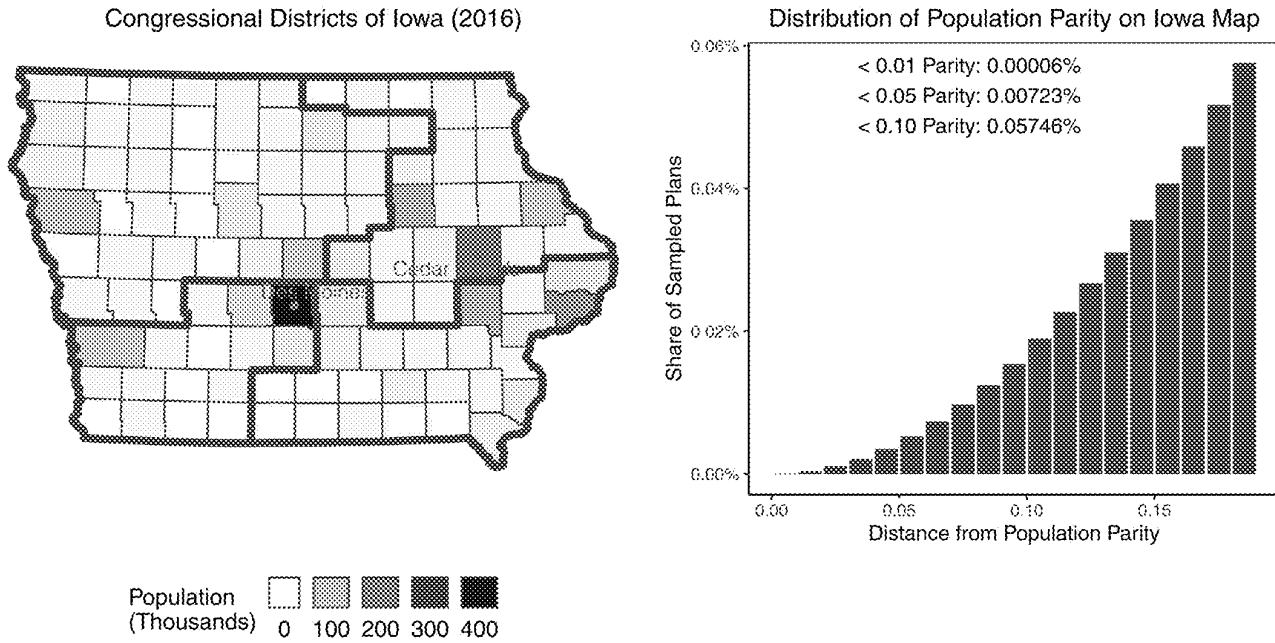 Congressional Districts of Iowa (2016)
Cedar
Population
(Thousands)
0 100 200 300 400
Distribution of Population Parity on Iowa Map
Share of Sampled Plans
0.06%
0.04%
0.02%
0.00%
< 0.01 Parity: 0.00006%
< 0.05 Parity: 0.00723%
< 0.10 Parity: 0.05746%
0.00 0.05 0.10 0.15
Distance from Population Parity